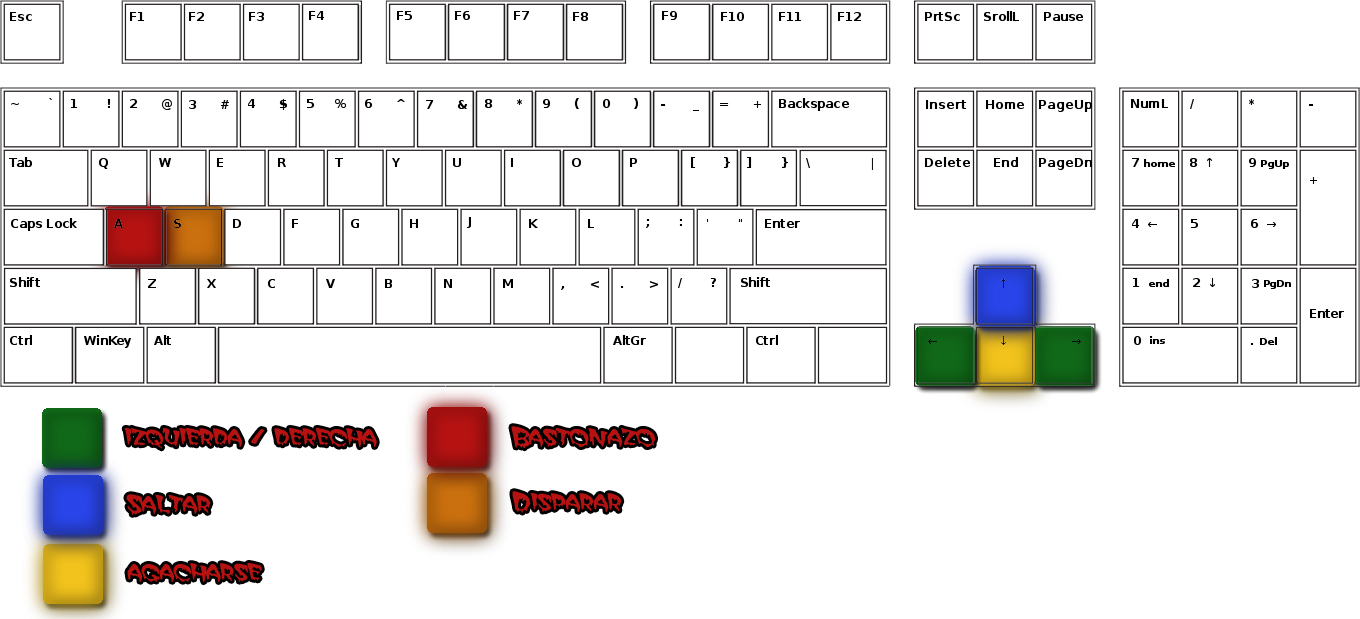 Esc F1 F2 F3 F4 F5 F6 F7 F8 F9 F10 F11 F12 PrtSc SrollL Pause
~ ` 1 ! 2 @ 3 # 4 $ 5 % 6 ^ 7 & 8 * 9 ( 0 ) - _ = + Backspace Insert Home PageUp NumL / * -
Tab Q W E R T Y U I O P [ } ] } \ | Delete End PageDn 7 home 8 ↑ 9 PgUp +
Caps Lock A S D F G H J K L ; : ' " Enter 4 ← 5 6 →
Shift Z X C V B N M , < . > / ? Shift ↑ 1 end 2 ↓ 3 PgDn Enter
Ctrl WinKey Alt AltGr Ctrl ← ↓ → 0 ins . Del
IZQUIERDA / DERECHA BASTONAZO
SALTAR DISPARAR
AGACHARSE